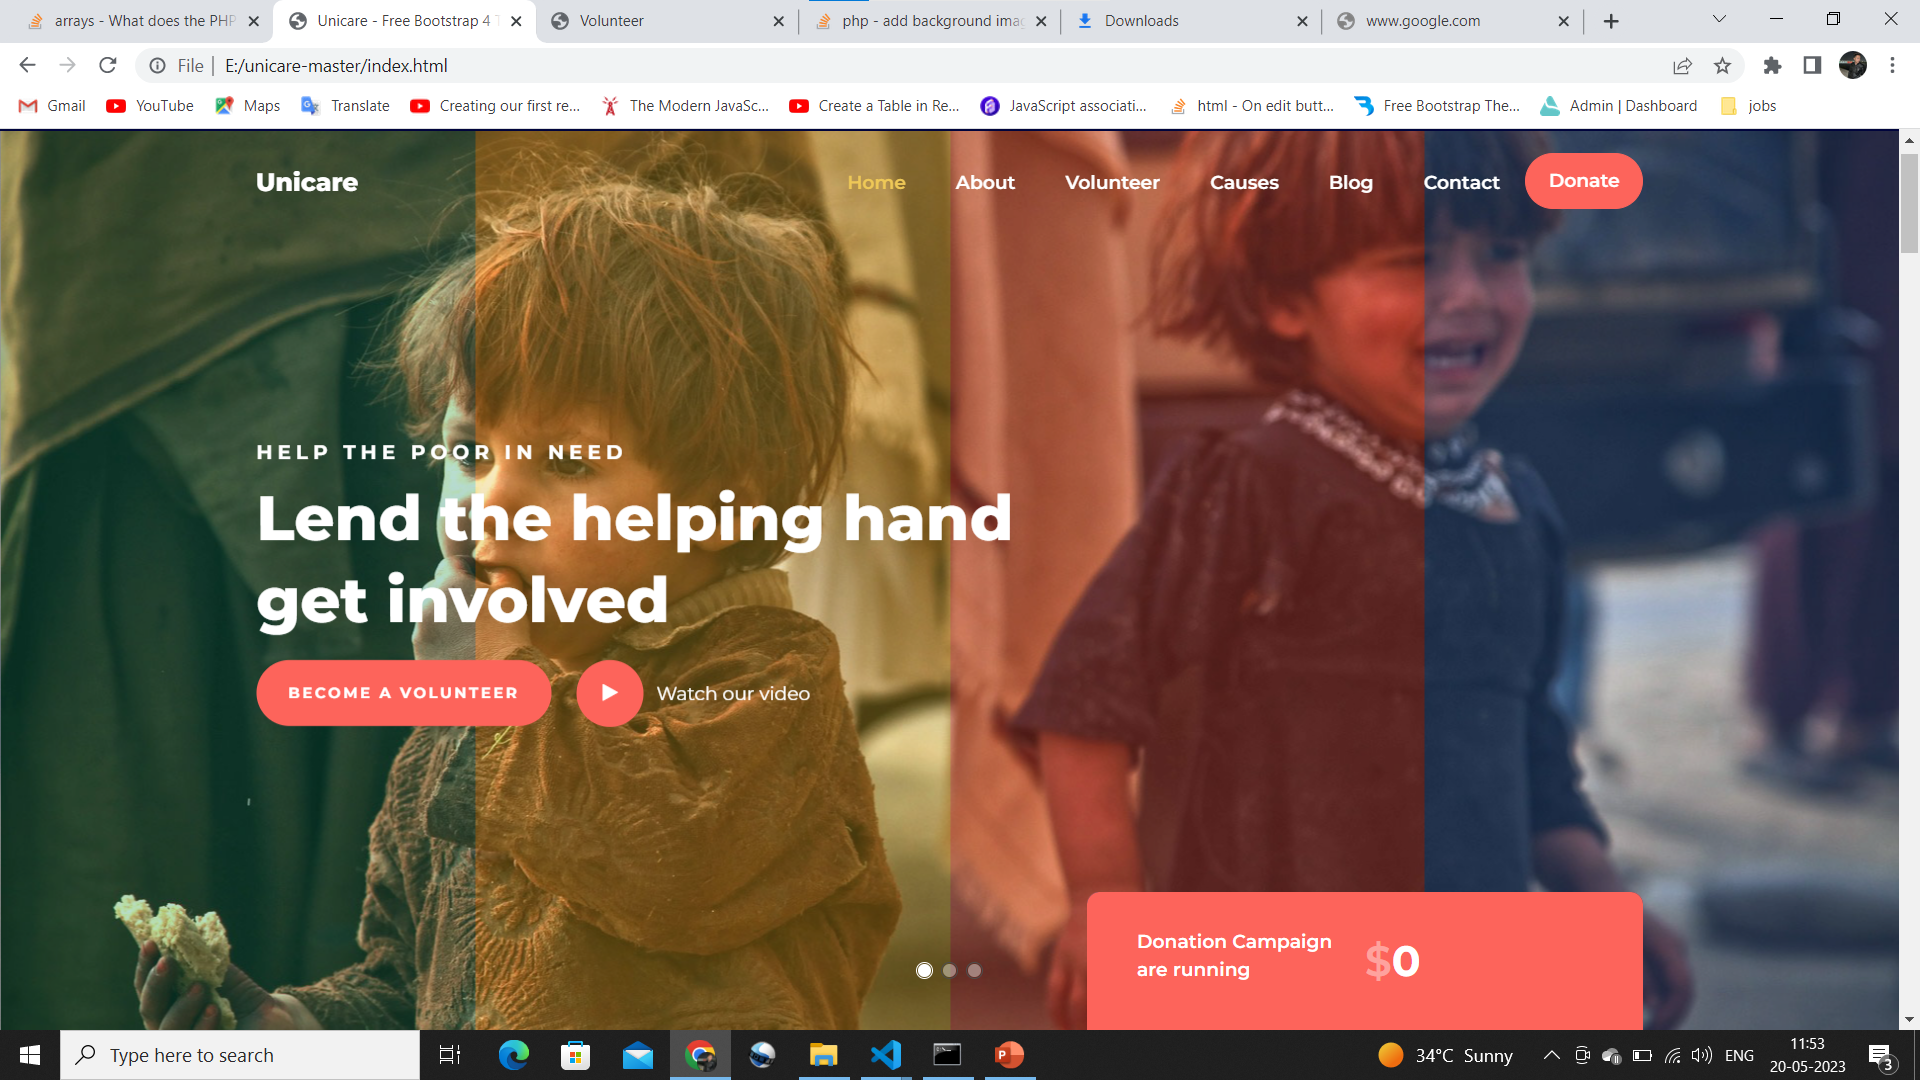 arrays - What does the PHP
Unicare - Free Bootstrap 4 T
Volunteer
php - add background imag
Downloads
www.google.com
File
E:/unicare-master/index.html
Gmail
YouTube
Maps
Translate
Creating our first re...
The Modern JavaSc...
Create a Table in Re...
JavaScript associati...
html - On edit butt...
Free Bootstrap The...
Admin | Dashboard
jobs
Unicare
Home
About
Volunteer
Causes
Blog
Contact
Donate
HELP THE POOR IN NEED
Lend the helping hand
get involved
BECOME A VOLUNTEER
Watch our video
Donation Campaign
are running
$0
Type here to search
34°C Sunny
ENG
11:53
20-05-2023
3